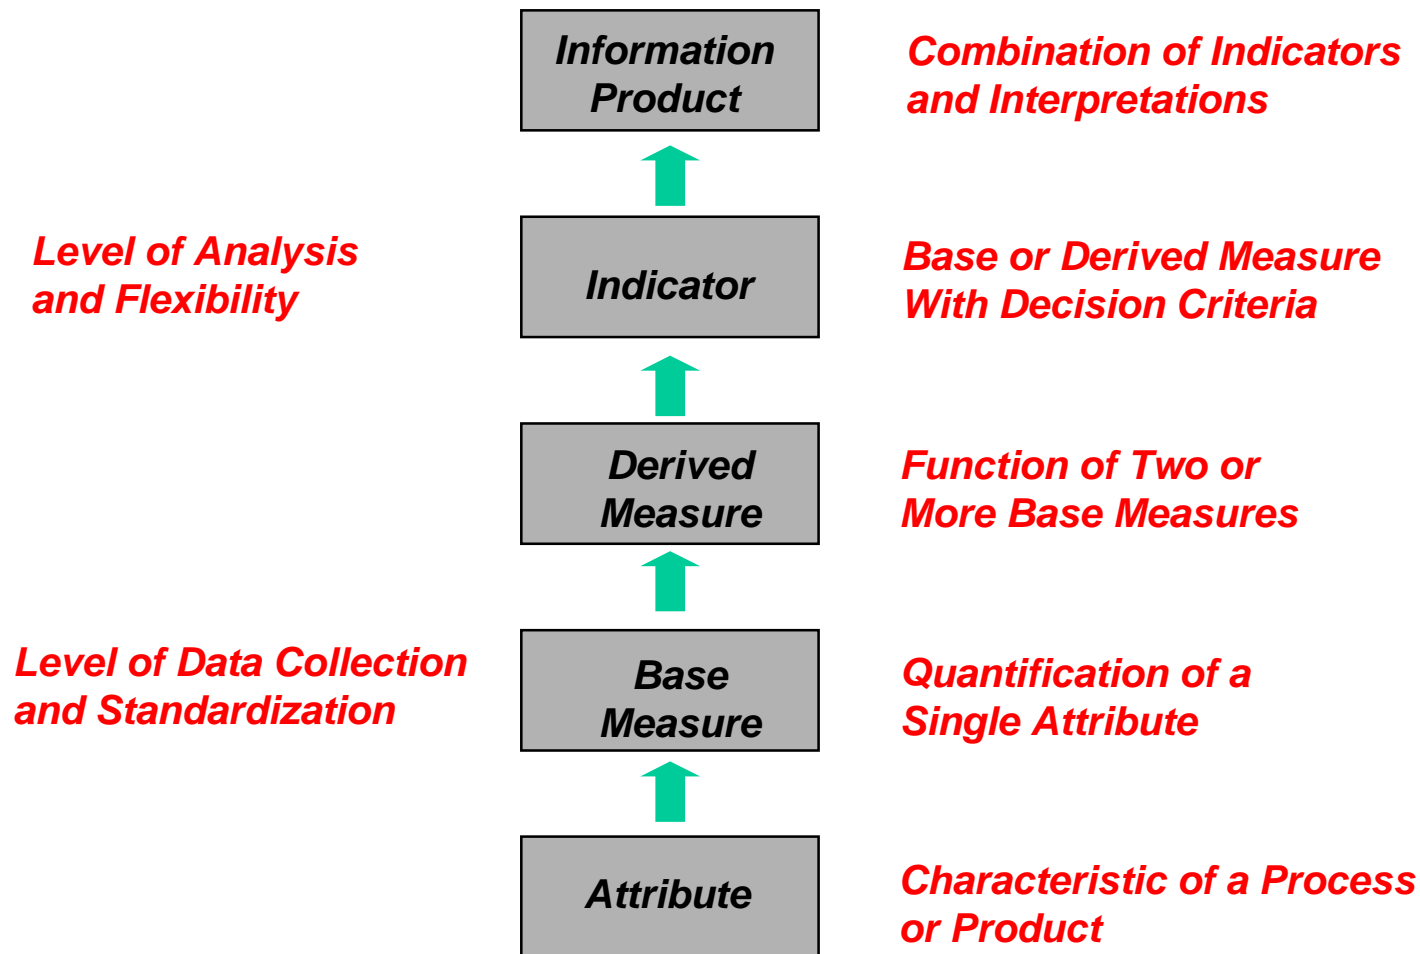 Information
Product
Combination of Indicators
and Interpretations
Level of Analysis
and Flexibility
Indicator
Base or Derived Measure
With Decision Criteria
Derived
Measure
Function of Two or
More Base Measures
Level of Data Collection
and Standardization
Base
Measure
Quantification of a
Single Attribute
Attribute
Characteristic of a Process
or Product